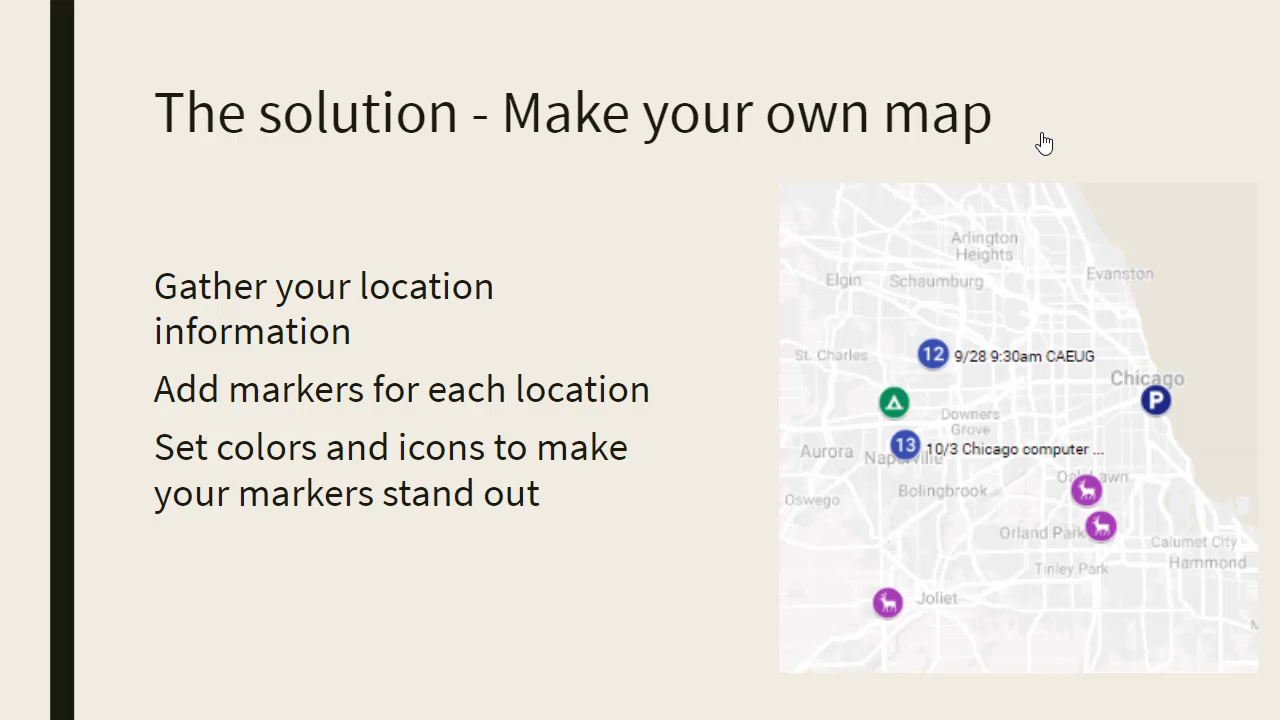 The solution - Make your own map
Gather your location
information
Add markers for each location
Set colors and icons to make
your markers stand out
Arlington
Heights
Evanston
Elgin
Schaumburg
St. Charles
12
9/28 9:30am CAEUG
Chicago
P
Downers
Grove
13
10/3 Chicago computer ...
Aurora
Naperville
Oak Lawn
Bolingbrook
Oswego
Orland Park
Calumet City
Hammond
Tinley Park
Joliet